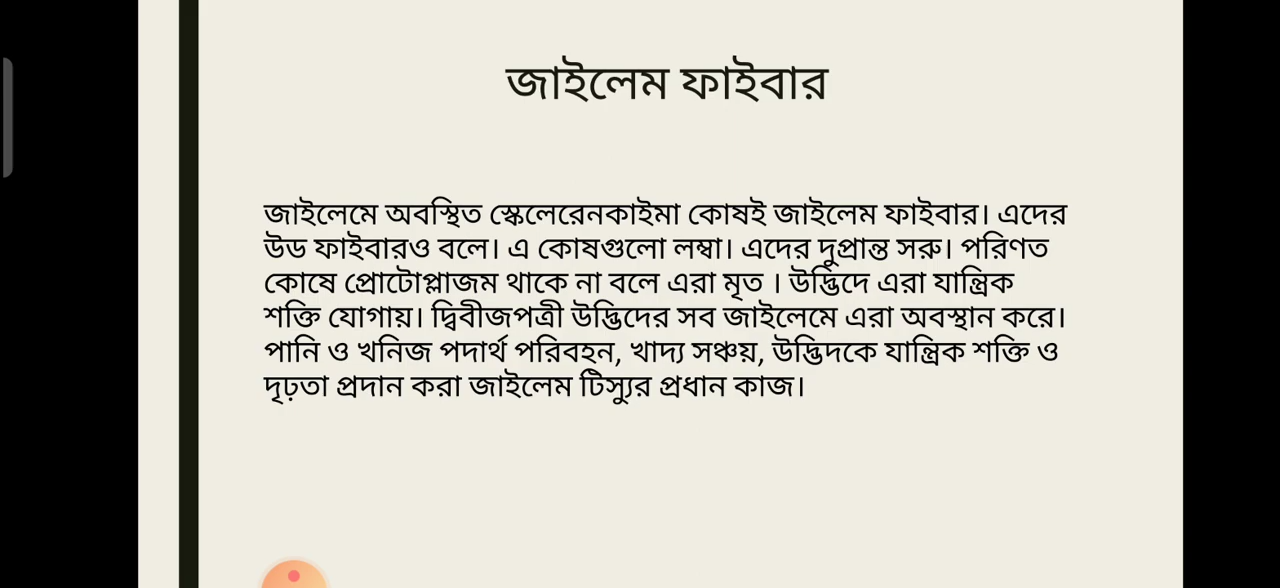 জাইলেম ফাইবার
জাইলেমে অবস্থিত স্কেলেরেনকাইমা কোষই জাইলেম ফাইবার। এদের
উড ফাইবারও বলে। এ কোষগুলো লম্বা। এদের দুপ্রান্ত সরু। পরিণত
কোষে প্রোটোপ্লাজম থাকে না বলে এরা মৃত । উদ্ভিদে এরা যান্ত্রিক
শক্তি যোগায়। দ্বিবীজপত্রী উদ্ভিদের সব জাইলেমে এরা অবস্থান করে।
পানি ও খনিজ পদার্থ পরিবহন, খাদ্য সঞ্চয়, উদ্ভিদকে যান্ত্রিক শক্তি ও
দৃঢ়তা প্রদান করা জাইলেম টিস্যুর প্রধান কাজ।